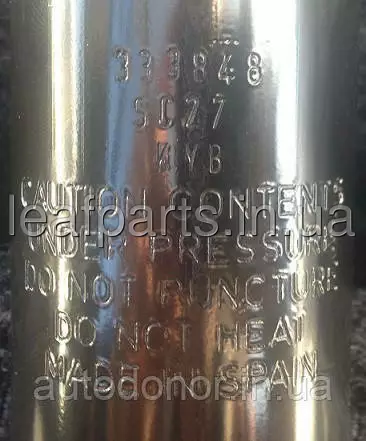 333848
SC27
KYB
CAUTION CONTENTS
UNDER PRESSURE
DO NOT PUNCTURE
DO NOT HEAT
MADE IN SPAIN
leafparts.in.ua
autodonor.in.ua